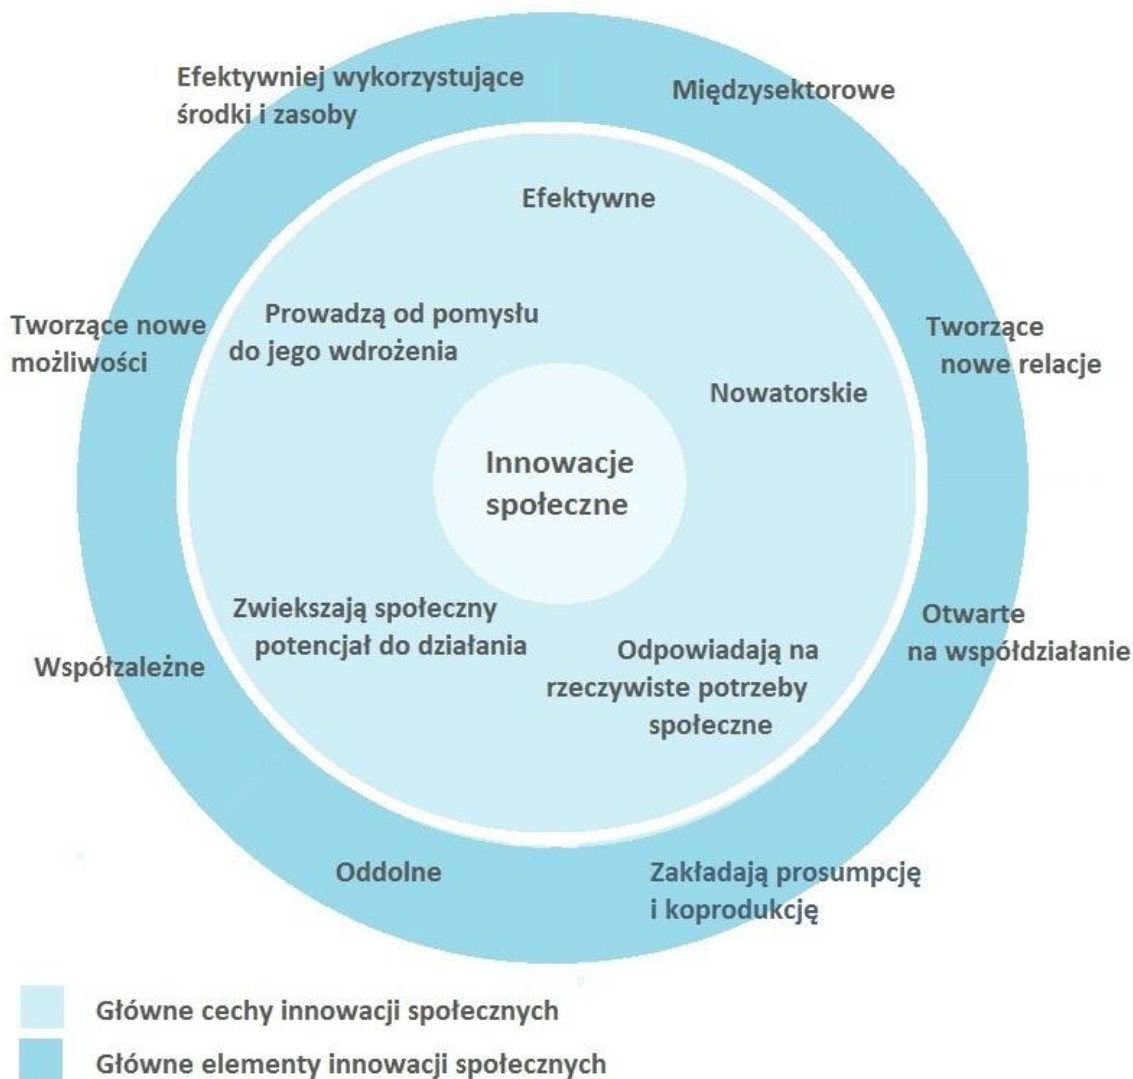 Efektywniej wykorzystujące
środki i zasoby
Międzysektorowe
Efektywne
Prowadzą od pomysłu
do jego wdrożenia
Tworzące nowe
możliwości
Tworzące
nowe relacje
Nowatorskie
Innowacje
społeczne
Zwiekszają społeczny
potencjał do działania
Odpowiadają na
rzeczywiste potrzeby
społeczne
Otwarte
na współdziałanie
Współzależne
Oddolne
Zakładają prosumpcję
i koprodukcję
Główne cechy innowacji społecznych
Główne elementy innowacji społecznych